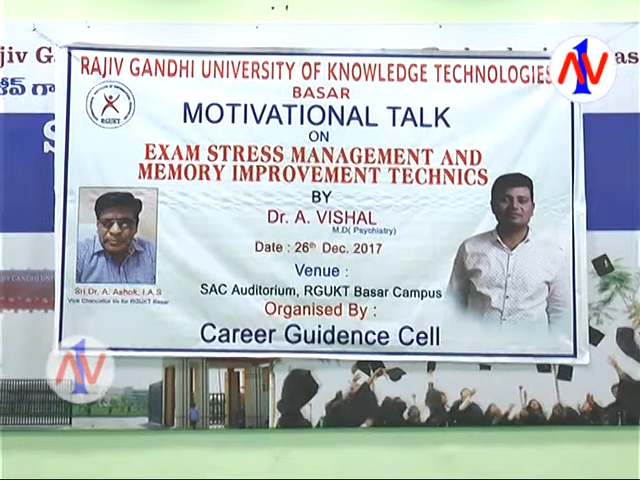 RAJIV GANDHI UNIVERSITY OF KNOWLEDGE TECHNOLOGIES
BASAR
RGUKT
MOTIVATIONAL TALK
ON
EXAM STRESS MANAGEMENT AND
MEMORY IMPROVEMENT TECHNICS
BY
Dr. A. VISHAL
M.D( Psychiatry)
Date : 26th Dec. 2017
Venue :
SAC Auditorium, RGUKT Basar Campus
Organised By :
Career Guidence Cell
Sri.Dr. A. Ashok, I.A.S
Vice Chancellor I/c for RGUKT Basar